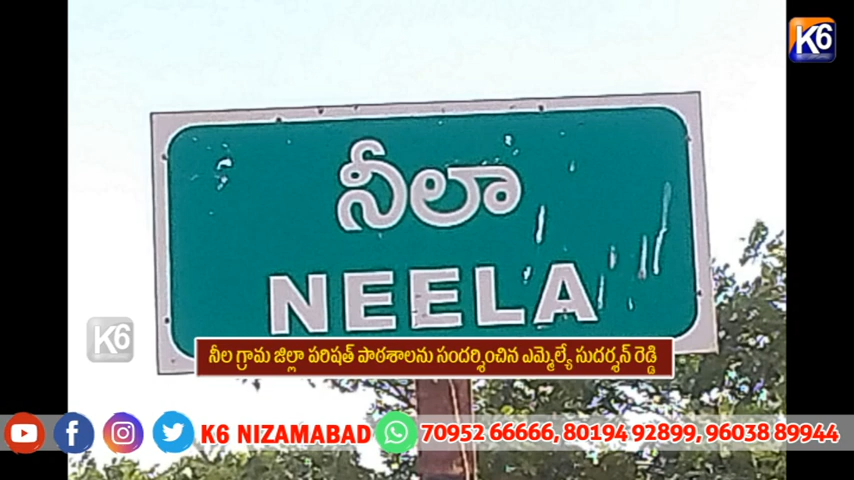 K6
నీలా
NEELA
K6
నీల గ్రామ జిల్లా పరిషత్ పాఠశాలను సందర్శించిన ఎమ్మెల్యే సుదర్శన్ రెడ్డి
K6 NIZAMABAD 70952 66666, 80194 92899, 96038 89944